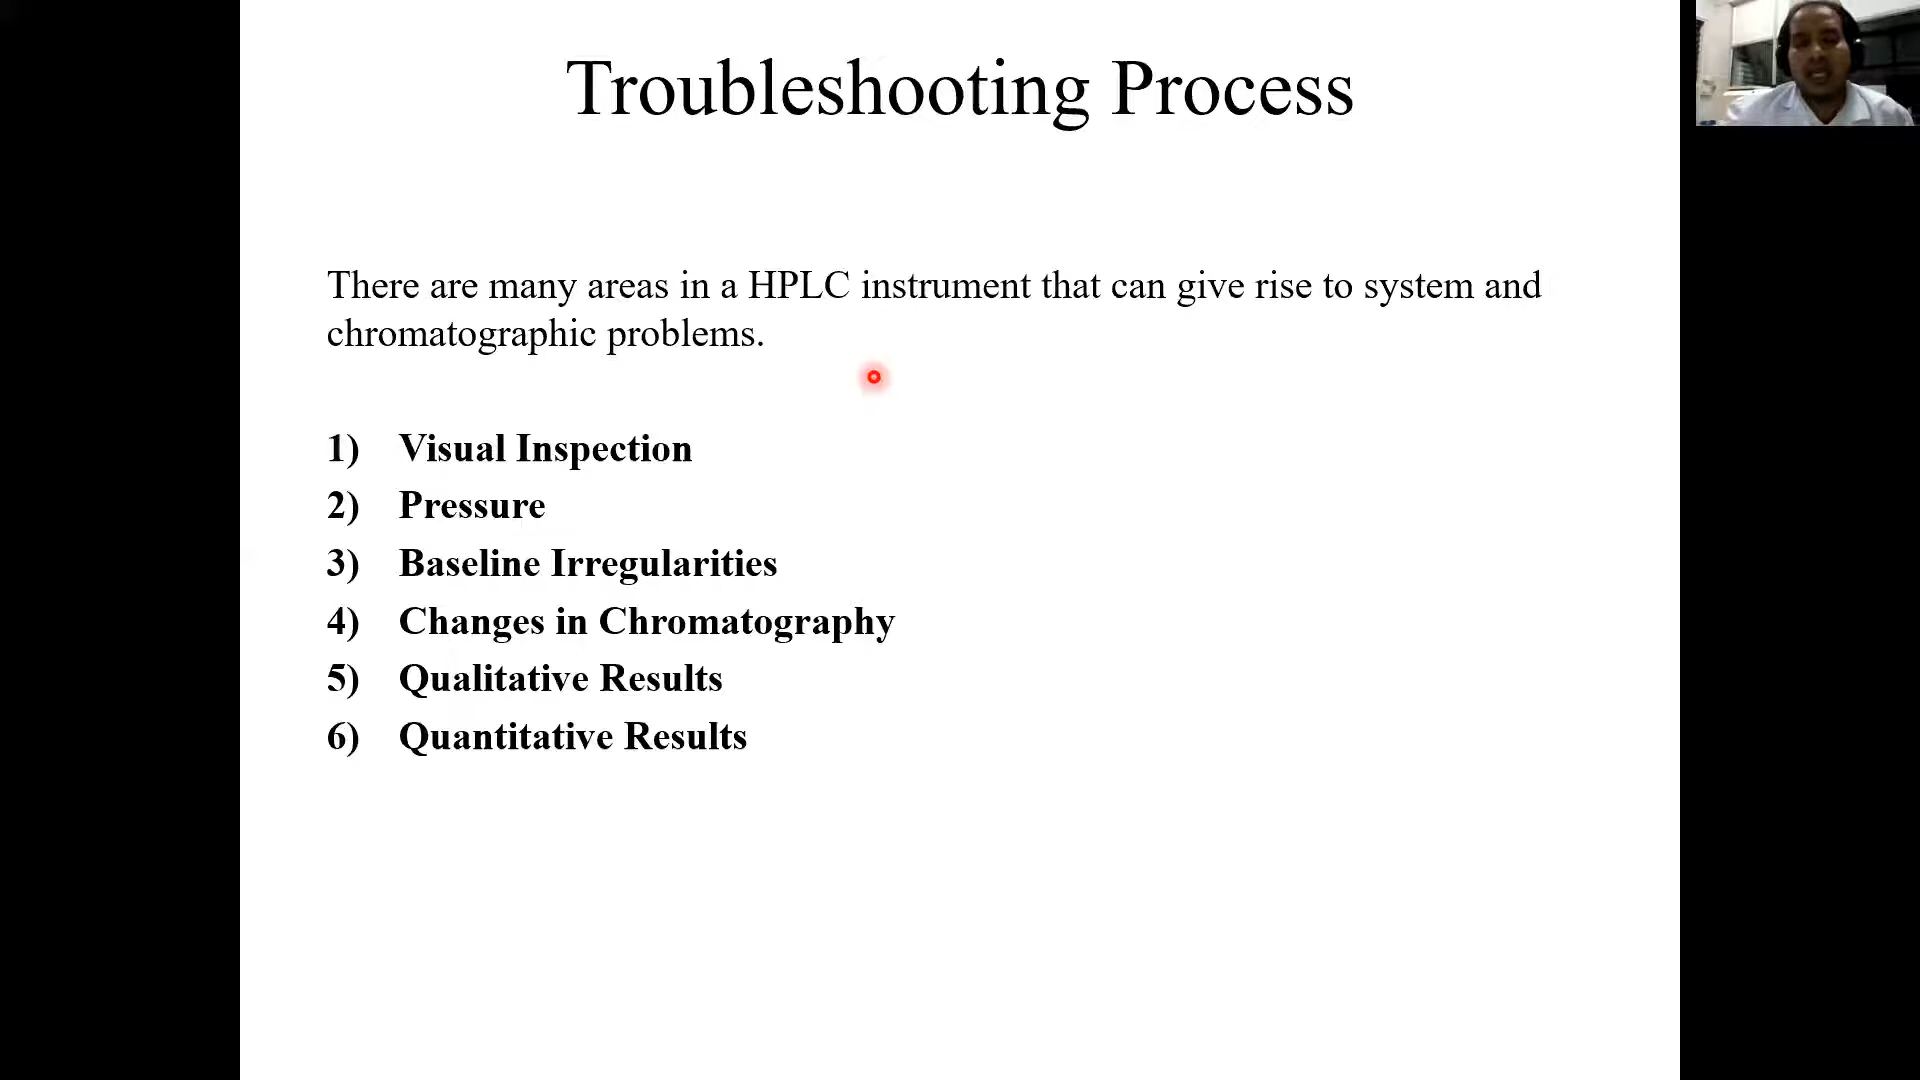 Troubleshooting Process
There are many areas in a HPLC instrument that can give rise to system and
chromatographic problems.
1) Visual Inspection
2) Pressure
3) Baseline Irregularities
4) Changes in Chromatography
5) Qualitative Results
6) Quantitative Results